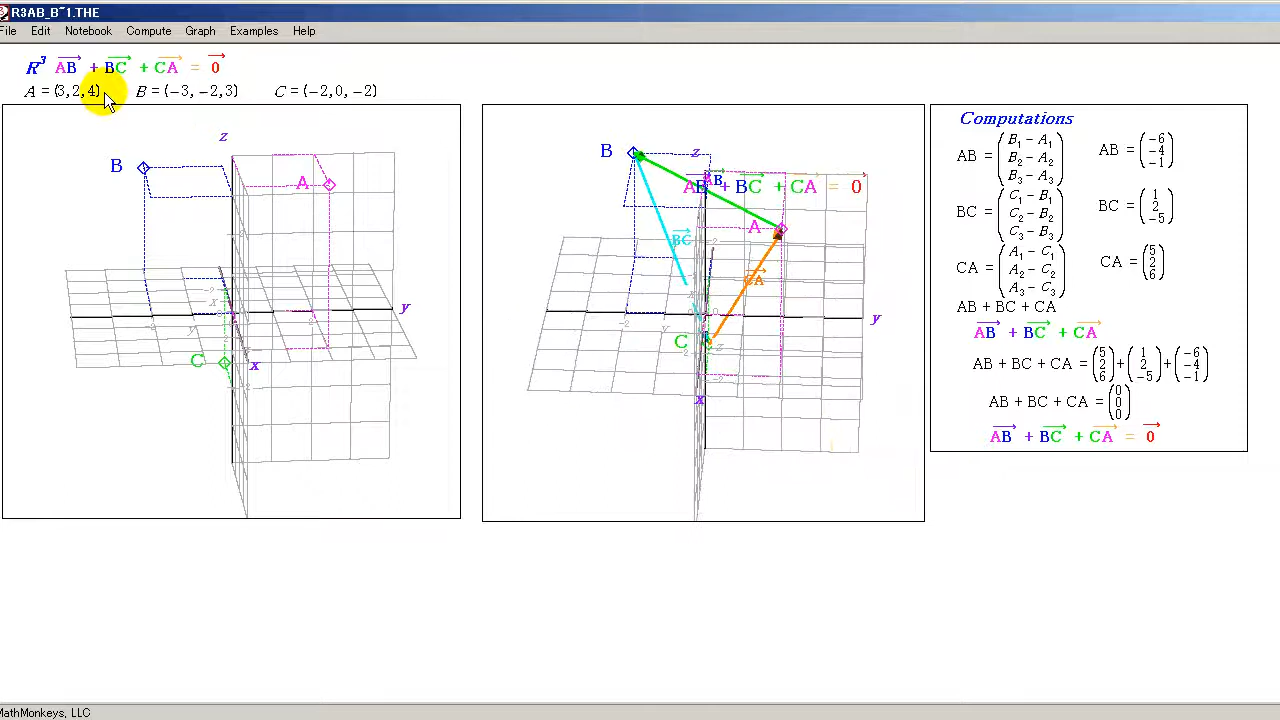 R3AB_B~1.THE
File Edit Notebook Compute Graph Examples Help
R³ AB + BC + CA = 0
A = (3,2,4) B = (-3, -2,3) C = (-2,0, -2)
z
B
A
y
C
x
B
z
AB
AB + BC + CA = 0
A
BC
CA
y
C
x
Computations
AB = (B₁ - A₁ B₂ - A₂ B₃ - A₃) AB = (-6 -4 -1)
BC = (C₁ - B₁ C₂ - B₂ C₃ - B₃) BC = (1 2 -5)
CA = (A₁ - C₁ A₂ - C₂ A₃ - C₃) CA = (5 2 6)
AB + BC + CA
AB + BC + CA
AB + BC + CA = (5 2 6) + (1 2 -5) + (-6 -4 -1)
AB + BC + CA = (0 0 0)
AB + BC + CA = 0
MathMonkeys, LLC